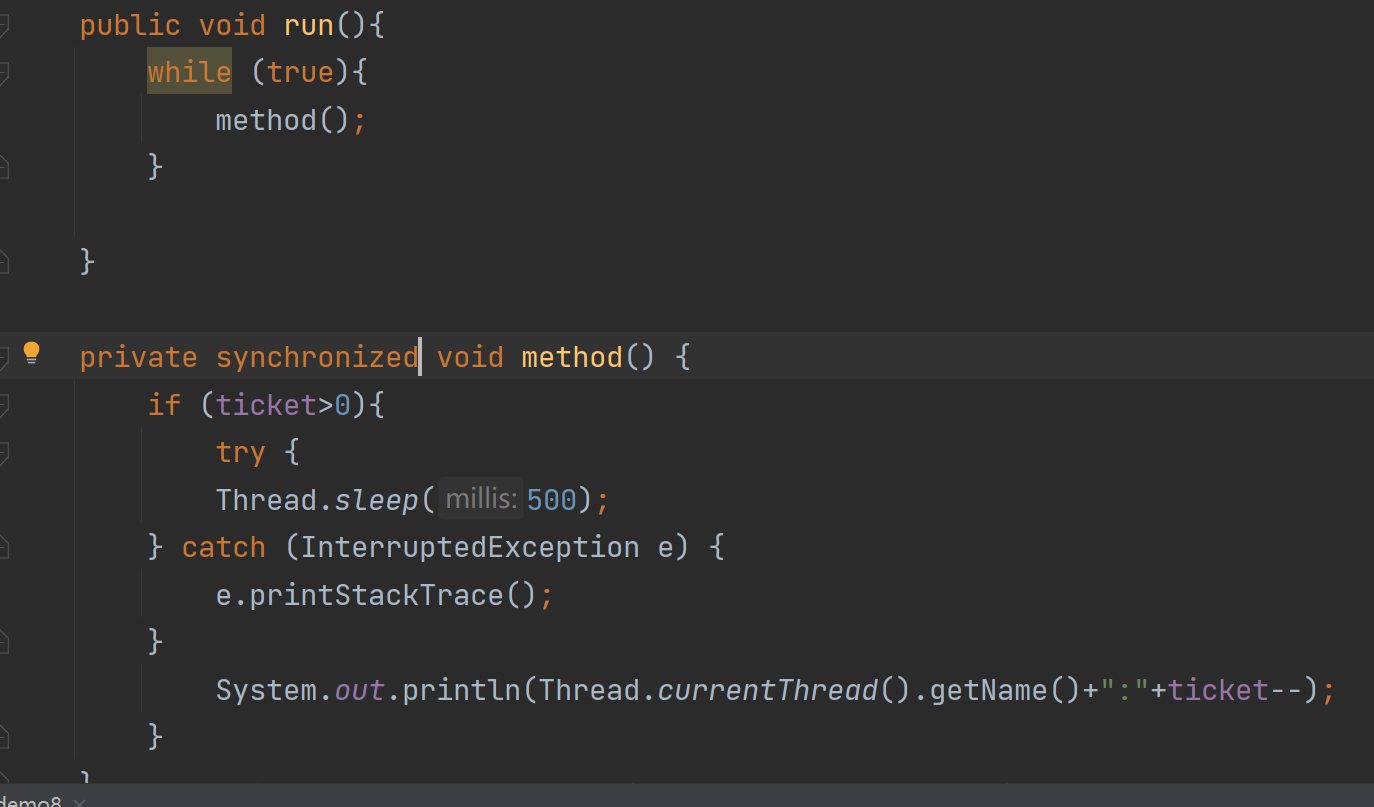 public void run(){
while (true){
method();
}
}
private synchronized void method() {
if (ticket>0){
try {
Thread.sleep( millis: 500);
} catch (InterruptedException e) {
e.printStackTrace();
}
System.out.println(Thread.currentThread().getName()+":"+ticket--);
}
}
demo8 ×